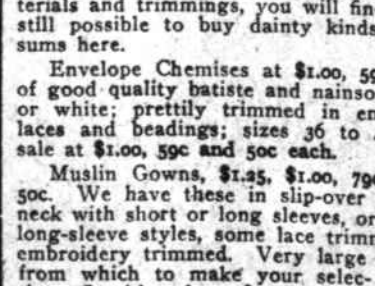 terials and trimmings, you will fin
still possible to buy dainty kinds
sums here.
Envelope Chemises at $1.00, 59
of good quality batiste and nainso
or white; prettily trimmed in em
laces and beadings; sizes 36 to
sale at $1.00, 59c and 50c each.
Muslin Gowns, $1.25, $1.00, 79c
50c. We have these in slip-over
neck with short or long sleeves, or
long-sleeve styles, some lace trimm
embroidery trimmed. Very large
from which to make your selec-